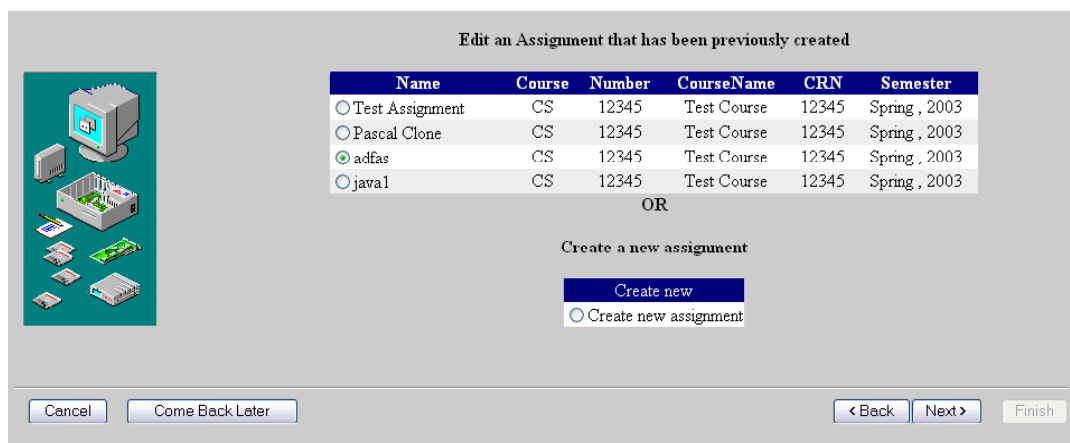 Edit an Assignment that has been previously created
Name Course Number CourseName CRN Semester
Test Assignment CS 12345 Test Course 12345 Spring , 2003
Pascal Clone CS 12345 Test Course 12345 Spring , 2003
adfas CS 12345 Test Course 12345 Spring , 2003
java1 CS 12345 Test Course 12345 Spring , 2003
OR
Create a new assignment
Create new
Create new assignment
Cancel Come Back Later < Back Next > Finish